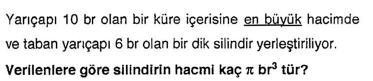 Yarıçapı 10 br olan bir küre içerisine en büyük hacimde
ve taban yarıçapı 6 br olan bir dik silindir yerleştiriliyor.
Verilenlere göre silindirin hacmi kaç π br³ tür?